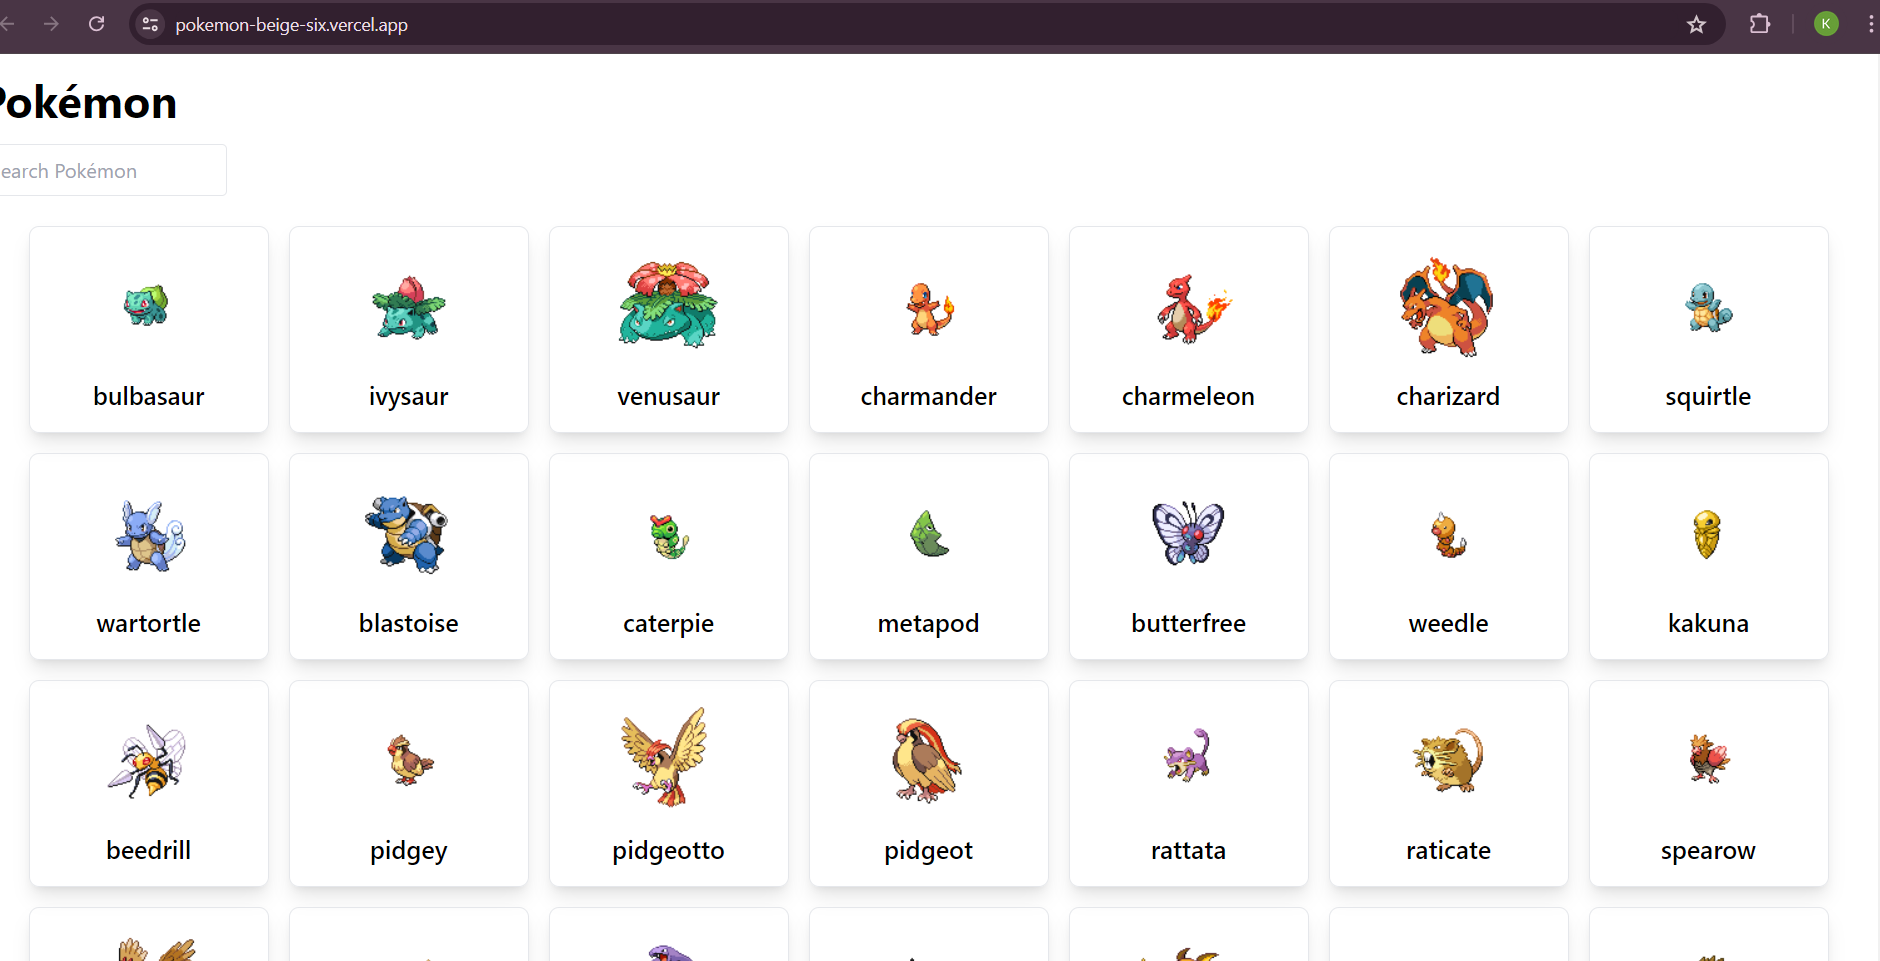 pokemon-beige-six.vercel.app
K
Pokémon
earch Pokémon
bulbasaur
ivysaur
venusaur
charmander
charmeleon
charizard
squirtle
wartortle
blastoise
caterpie
metapod
butterfree
weedle
kakuna
beedrill
pidgey
pidgeotto
pidgeot
rattata
raticate
spearow